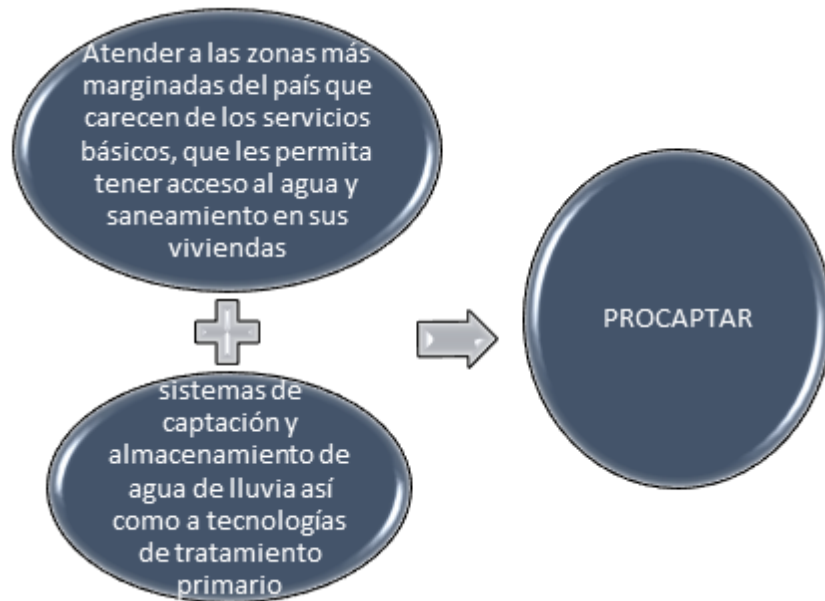 Atender a las zonas más
marginadas del país que
carecen de los servicios
básicos, que les permita
tener acceso al agua y
saneamiento en sus
viviendas
sistemas de
captación y
almacenamiento de
agua de lluvia así
como a tecnologías
de tratamiento
primario
PROCAPTAR